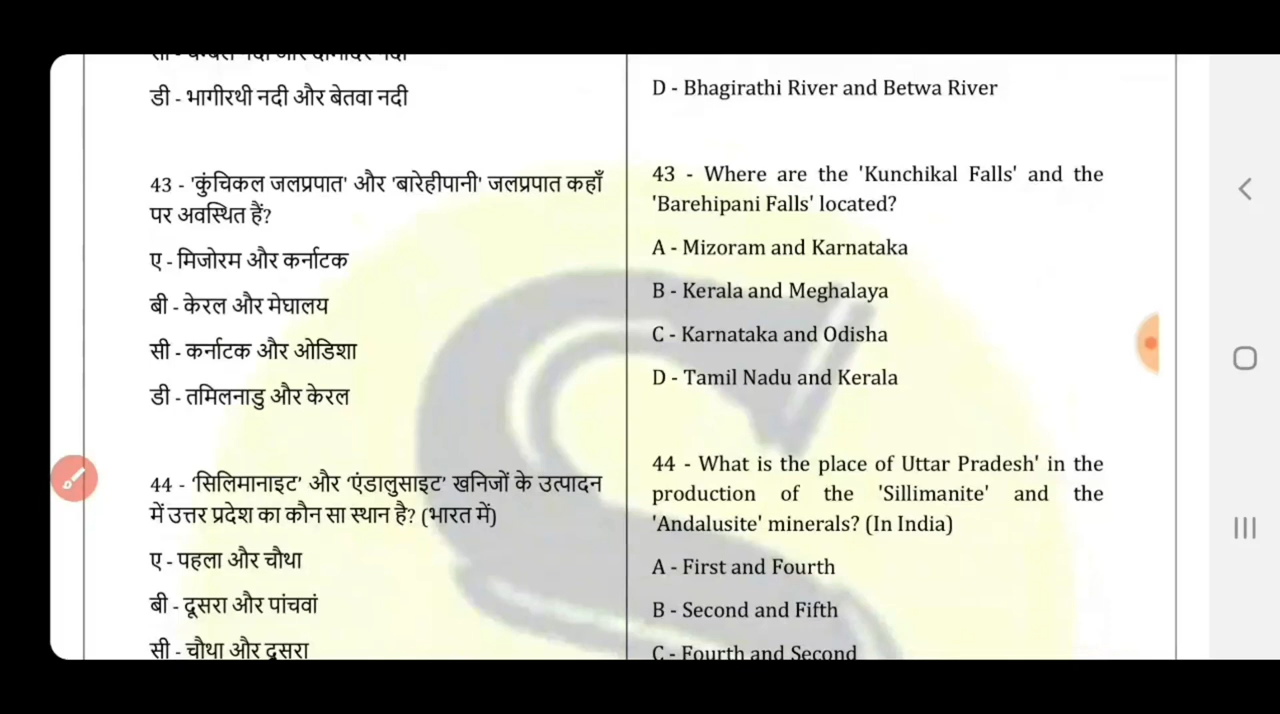 डी - भागीरथी नदी और बेतवा नदी
43 - 'कुंचिकल जलप्रपात' और 'बारेहीपानी' जलप्रपात कहाँ
पर अवस्थित हैं?
ए - मिजोरम और कर्नाटक
बी - केरल और मेघालय
सी - कर्नाटक और ओडिशा
डी - तमिलनाडु और केरल
44 - ‘सिलिमानाइट’ और ‘एंडालुसाइट’ खनिजों के उत्पादन
में उत्तर प्रदेश का कौन सा स्थान है? (भारत में)
ए - पहला और चौथा
बी - दूसरा और पांचवां
सी - चौथा और दूसरा
D - Bhagirathi River and Betwa River
43 - Where are the 'Kunchikal Falls' and the
'Barehipani Falls' located?
A - Mizoram and Karnataka
B - Kerala and Meghalaya
C - Karnataka and Odisha
D - Tamil Nadu and Kerala
44 - What is the place of Uttar Pradesh' in the
production of the 'Sillimanite' and the
'Andalusite' minerals? (In India)
A - First and Fourth
B - Second and Fifth
C - Fourth and Second